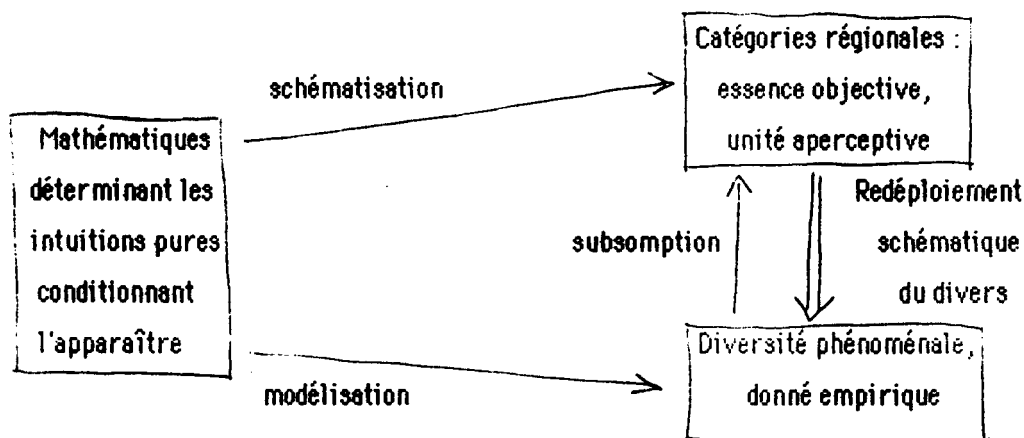 Catégories régionales :
essence objective,
unité aperceptive
schématisation
Mathématiques
déterminant les
intuitions pures
conditionnant
l'apparaître
subsomption
Redéploiement
schématique
du divers
modélisation
Diversité phénoménale,
donné empirique